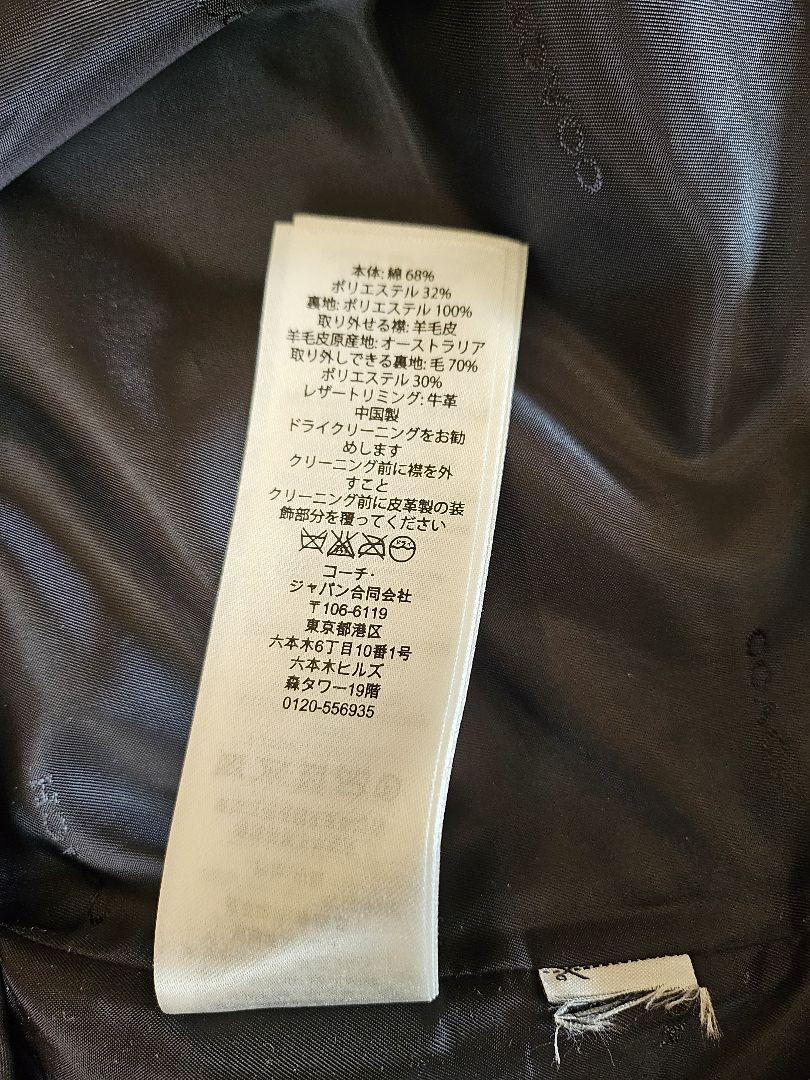 COACH
本体: 綿 68%
ポリエステル 32%
裏地: ポリエステル 100%
取り外せる襟: 羊毛皮
羊毛皮原産地: オーストラリア
取り外しできる裏地: 毛 70%
ポリエステル 30%
レザートリミング: 牛革
中国製
ドライクリーニングをお勧
めします
クリーニング前に襟を外
すこと
クリーニング前に皮革製の装
飾部分を覆ってください
コーチ・
ジャパン合同会社
〒106-6119
東京都港区
六本木6丁目10番1号
六本木ヒルズ
森タワー19階
0120-556935